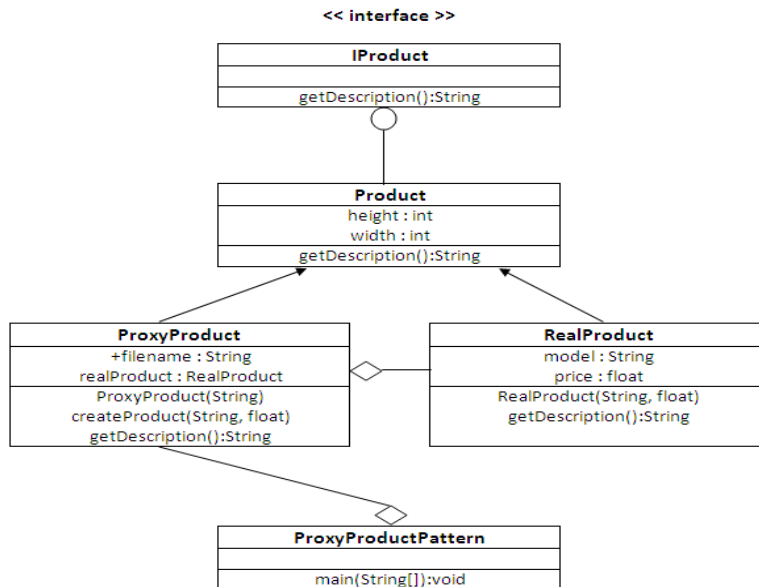 << interface >>
IProduct
getDescription():String
Product
height : int
width : int
getDescription():String
ProxyProduct
+filename : String
realProduct : RealProduct
ProxyProduct(String)
createProduct(String, float)
getDescription():String
RealProduct
model : String
price : float
RealProduct(String, float)
getDescription():String
ProxyProductPattern
main(String[]):void